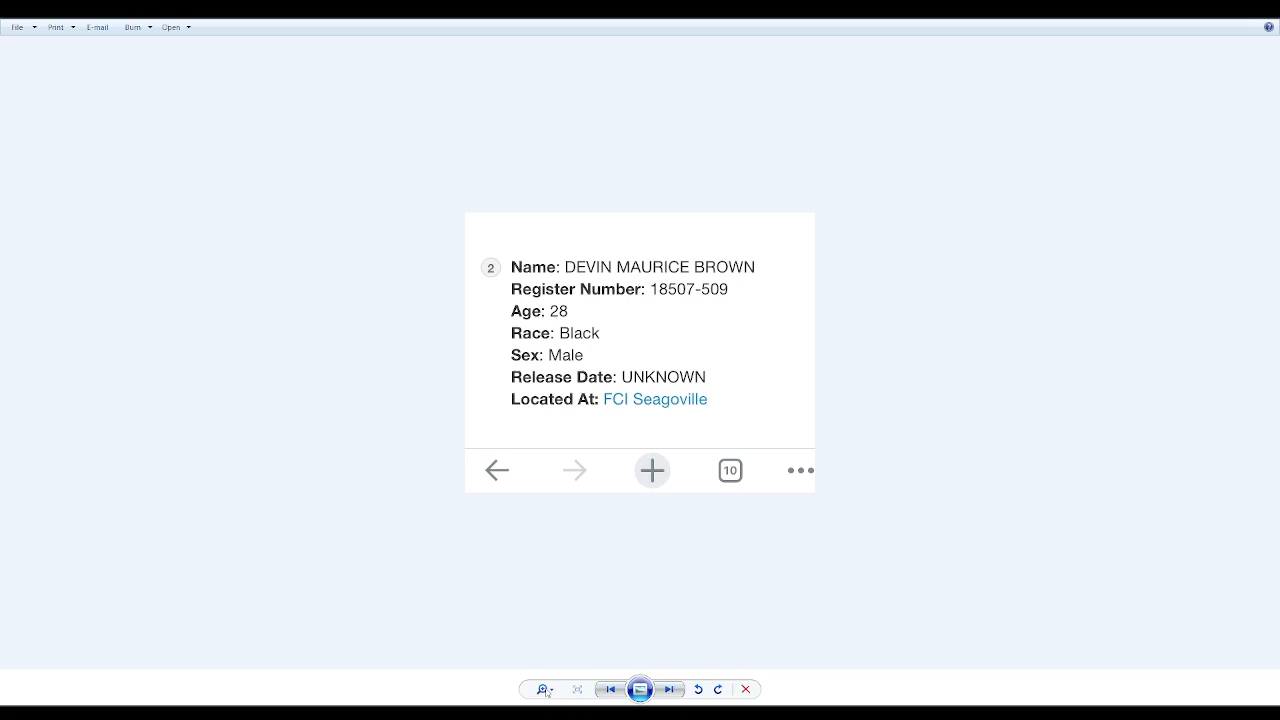 File Print E-mail Burn Open
2 Name: DEVIN MAURICE BROWN
Register Number: 18507-509
Age: 28
Race: Black
Sex: Male
Release Date: UNKNOWN
Located At: FCI Seagoville
10